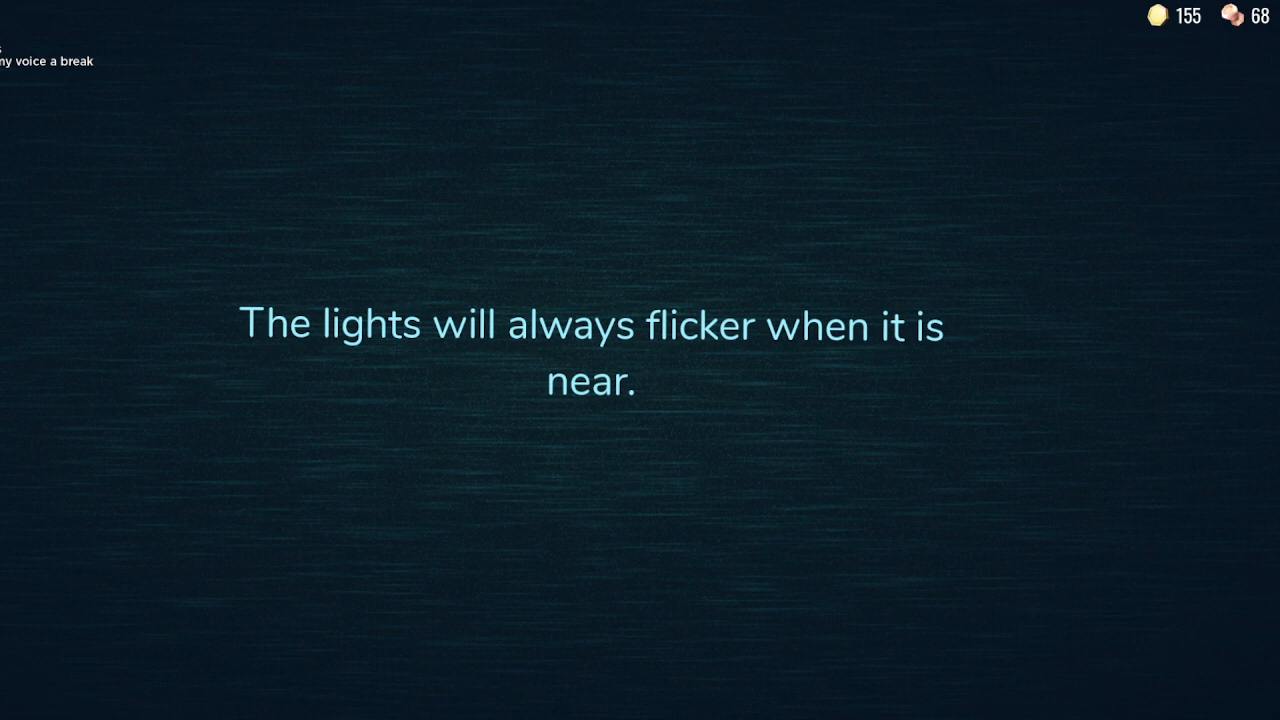 155 68
ny voice a break
The lights will always flicker when it is
near.